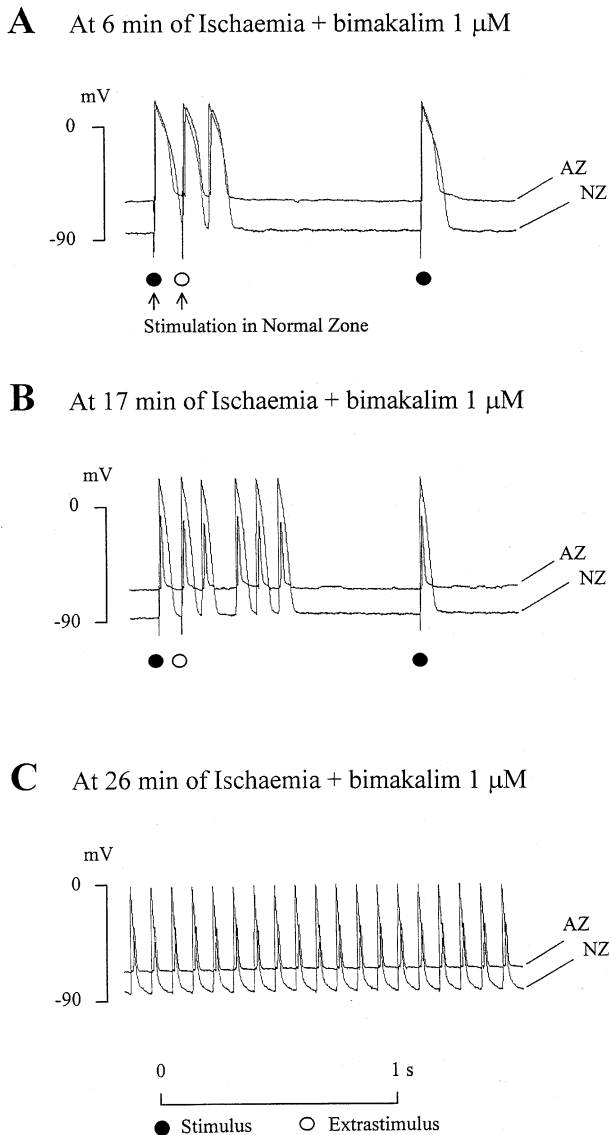 A At 6 min of Ischaemia + bimakalim 1 μM
mV
0
-90
AZ
NZ
Stimulation in Normal Zone
B At 17 min of Ischaemia + bimakalim 1 μM
mV
0
-90
AZ
NZ
C At 26 min of Ischaemia + bimakalim 1 μM
mV
0
-90
AZ
NZ
0 1 s
Stimulus Extrastimulus